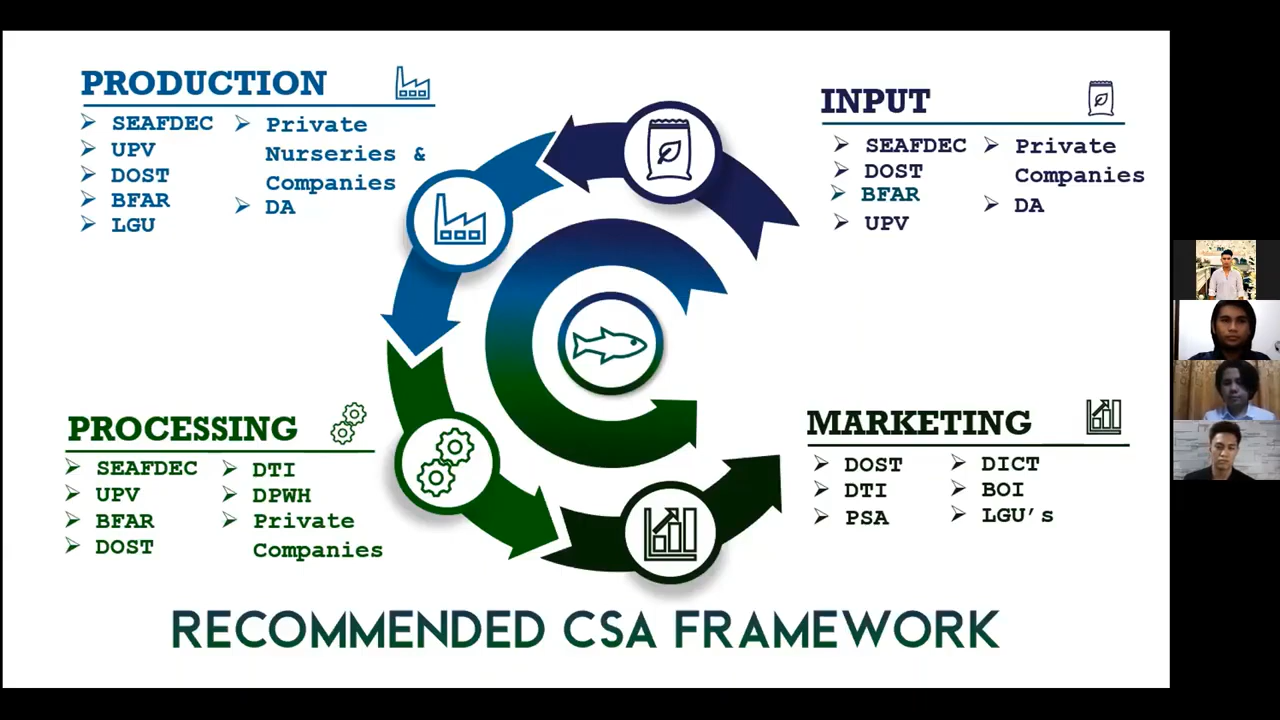 PRODUCTION
SEAFDEC
UPV
DOST
BFAR
LGU
Private
Nurseries &
Companies
DA
INPUT
SEAFDEC
DOST
BFAR
UPV
Private
Companies
DA
PROCESSING
SEAFDEC
UPV
BFAR
DOST
DTI
DPWH
Private
Companies
MARKETING
DOST
DTI
PSA
DICT
BOI
LGU's
RECOMMENDED CSA FRAMEWORK